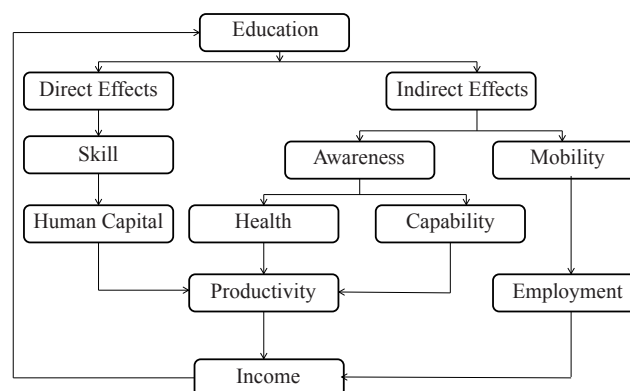 Education
Direct Effects
Indirect Effects
Skill
Awareness
Mobility
Human Capital
Health
Capability
Productivity
Employment
Income